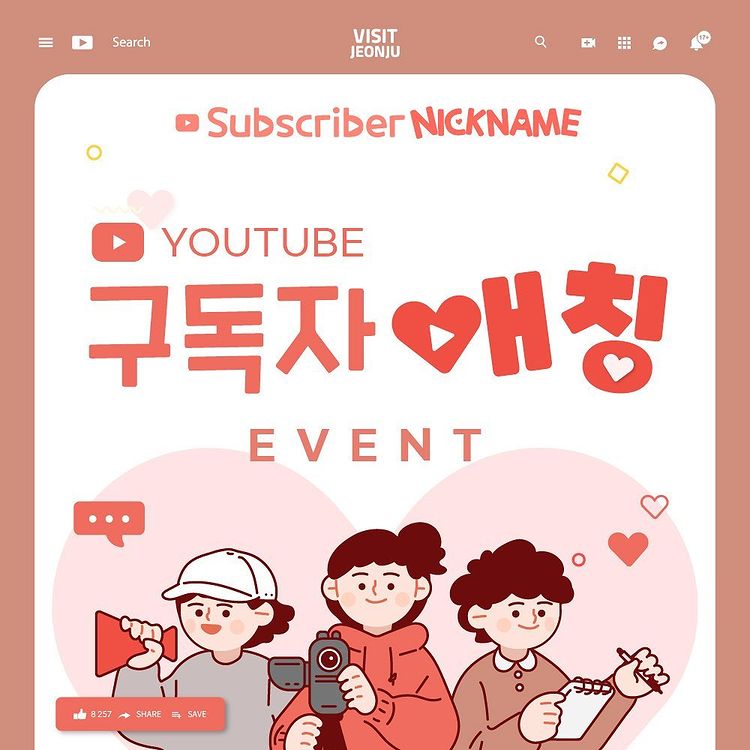 Search
VISIT
JEONJU
17+
Subscriber NICKNAME
YOUTUBE
구독자 애칭
EVENT
8 257 SHARE SAVE